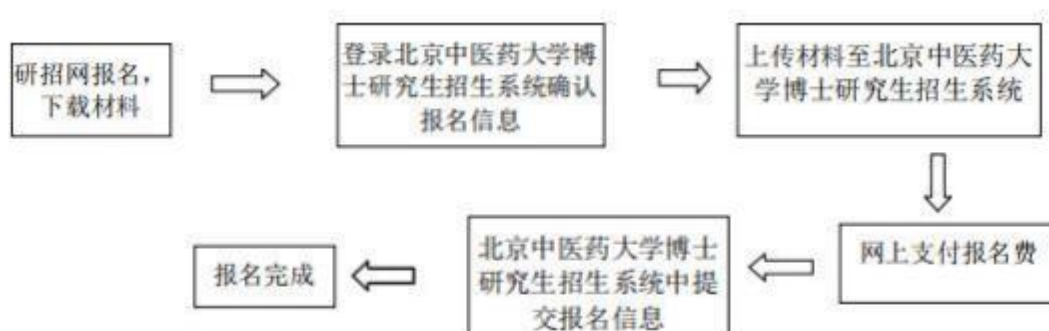 研招网报名，
下载材料
登录北京中医药大学博
士研究生招生系统确认
报名信息
上传材料至北京中医药大
学博士研究生招生系统
网上支付报名费
北京中医药大学博士
研究生招生系统中提
交报名信息
报名完成